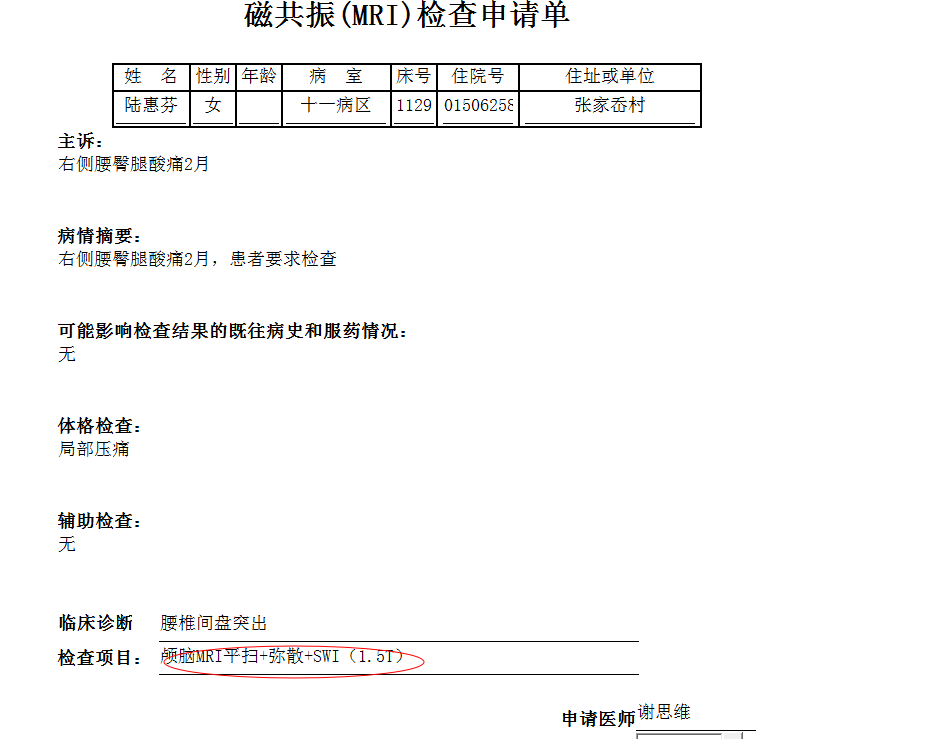 磁共振(MRI)检查申请单
姓 名 性别 年龄 病 室 床号 住院号 住址或单位
陆惠芬 女 十一病区 1129 01506258 张家岙村
主诉：
右侧腰臀腿酸痛2月
病情摘要：
右侧腰臀腿酸痛2月，患者要求检查
可能影响检查结果的既往病史和服药情况：
无
体格检查：
局部压痛
辅助检查：
无
临床诊断 腰椎间盘突出
检查项目： 颅脑MRI平扫+弥散+SWI（1.5T）
申请医师 谢思维